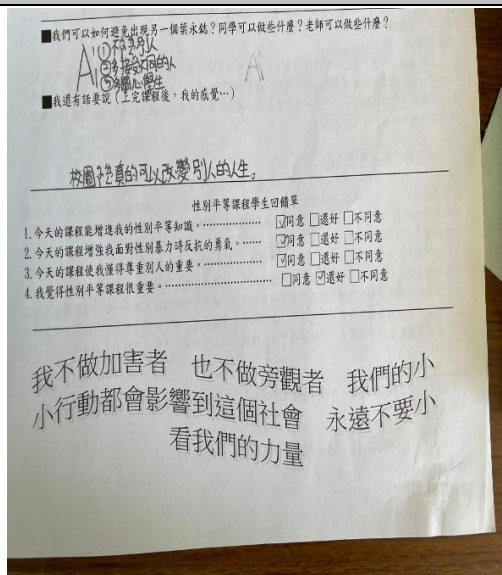 ■我們可以如何避免出現另一個葉永鋕?同學可以做些什麼?老師可以做些什麼?
A: ①不欺負別人
②多接受不同的人
③多關心學生
A:
■我還有話要說(上完課程後,我的感覺…)
校園 真的可以改變別人的人生。
性別平等課程學生回饋單
1.今天的課程能增進我的性別平等知識。………………… ☑同意 □還好 □不同意
2.今天的課程增強我面對性別暴力時反抗的勇氣。…… ☑同意 □還好 □不同意
3.今天的課程使我懂得尊重別人的重要。……………… ☑同意 □還好 □不同意
4.我覺得性別平等課程很重要。………………………… □同意 ☑還好 □不同意
我不做加害者 也不做旁觀者 我們的小
小行動都會影響到這個社會 永遠不要小
看我們的力量